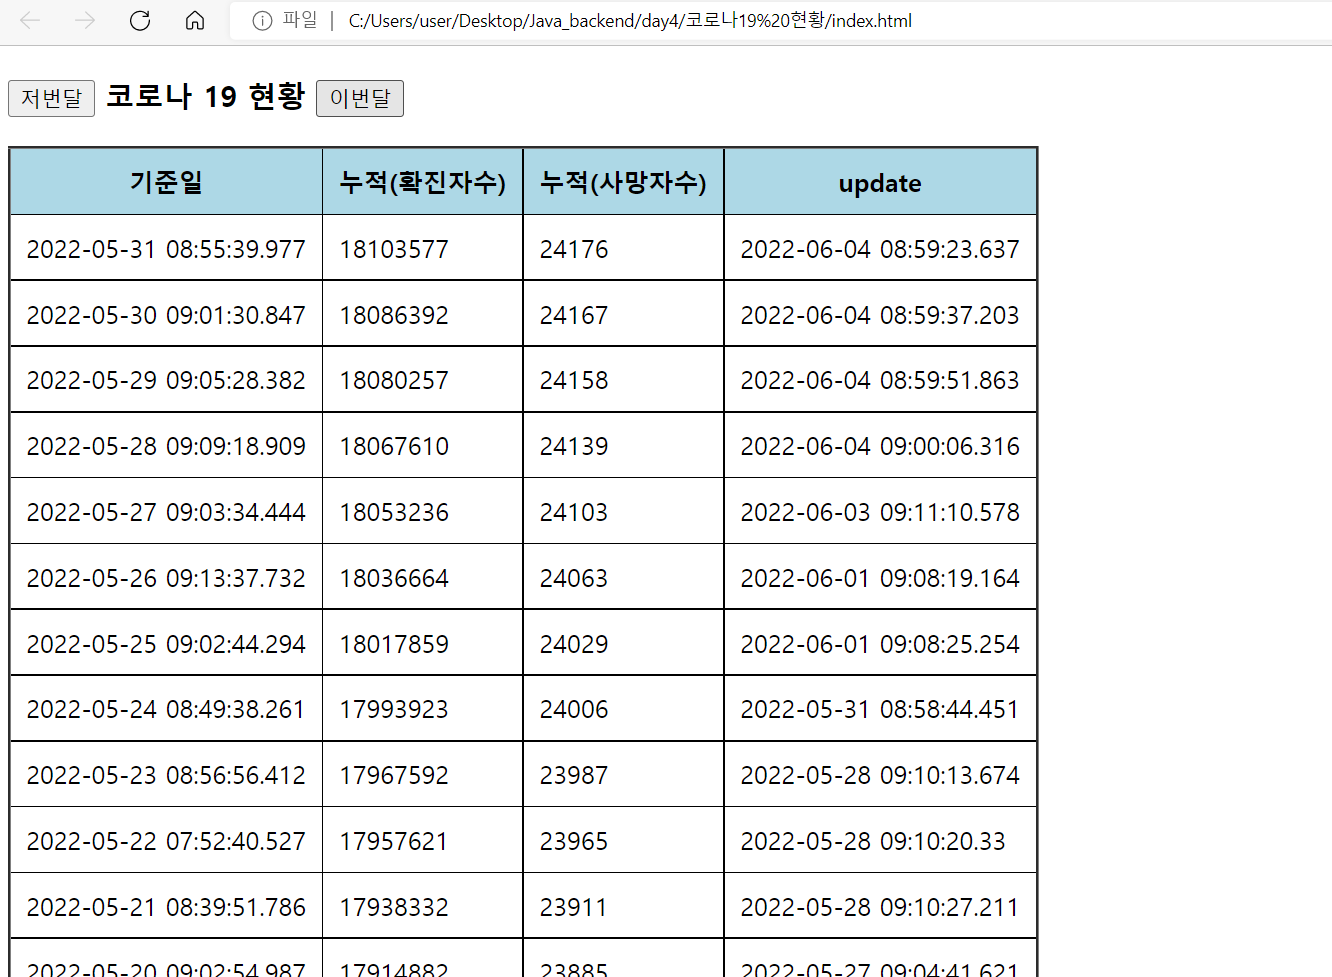 파일 | C:/Users/user/Desktop/Java_backend/day4/코로나19%20현황/index.html
저번달 코로나 19 현황 이번달
기준일 누적(확진자수) 누적(사망자수) update
2022-05-31 08:55:39.977 18103577 24176 2022-06-04 08:59:23.637
2022-05-30 09:01:30.847 18086392 24167 2022-06-04 08:59:37.203
2022-05-29 09:05:28.382 18080257 24158 2022-06-04 08:59:51.863
2022-05-28 09:09:18.909 18067610 24139 2022-06-04 09:00:06.316
2022-05-27 09:03:34.444 18053236 24103 2022-06-03 09:11:10.578
2022-05-26 09:13:37.732 18036664 24063 2022-06-01 09:08:19.164
2022-05-25 09:02:44.294 18017859 24029 2022-06-01 09:08:25.254
2022-05-24 08:49:38.261 17993923 24006 2022-05-31 08:58:44.451
2022-05-23 08:56:56.412 17967592 23987 2022-05-28 09:10:13.674
2022-05-22 07:52:40.527 17957621 23965 2022-05-28 09:10:20.33
2022-05-21 08:39:51.786 17938332 23911 2022-05-28 09:10:27.211
2022-05-20 09:02:54.987 17914882 23885 2022-05-27 09:04:41.621